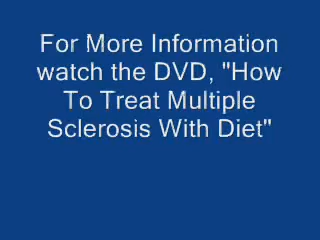 For More Information
watch the DVD, "How
To Treat Multiple
Sclerosis With Diet"